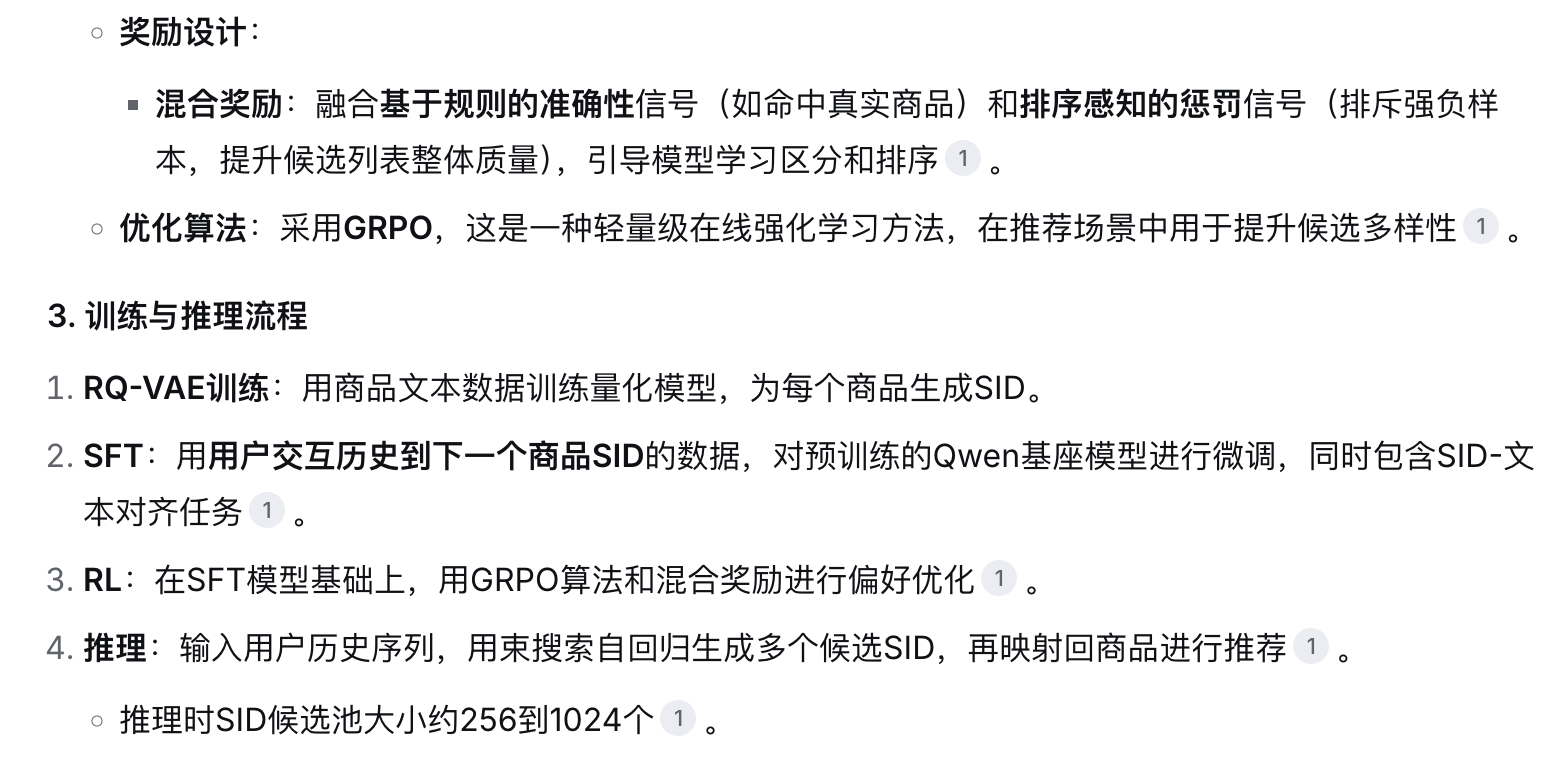 奖励设计：
混合奖励：融合基于规则的准确性信号（如命中真实商品）和排序感知的惩罚信号（排斥强负样
本，提升候选列表整体质量），引导模型学习区分和排序 1 。
优化算法：采用GRPO，这是一种轻量级在线强化学习方法，在推荐场景中用于提升候选多样性 1 。
3. 训练与推理流程
1. RQ-VAE训练：用商品文本数据训练量化模型，为每个商品生成SID。
2. SFT：用用户交互历史到下一个商品SID的数据，对预训练的Qwen基座模型进行微调，同时包含SID-文
本对齐任务 1 。
3. RL：在SFT模型基础上，用GRPO算法和混合奖励进行偏好优化 1 。
4. 推理：输入用户历史序列，用束搜索自回归生成多个候选SID，再映射回商品进行推荐 1 。
推理时SID候选池大小约256到1024个 1 。